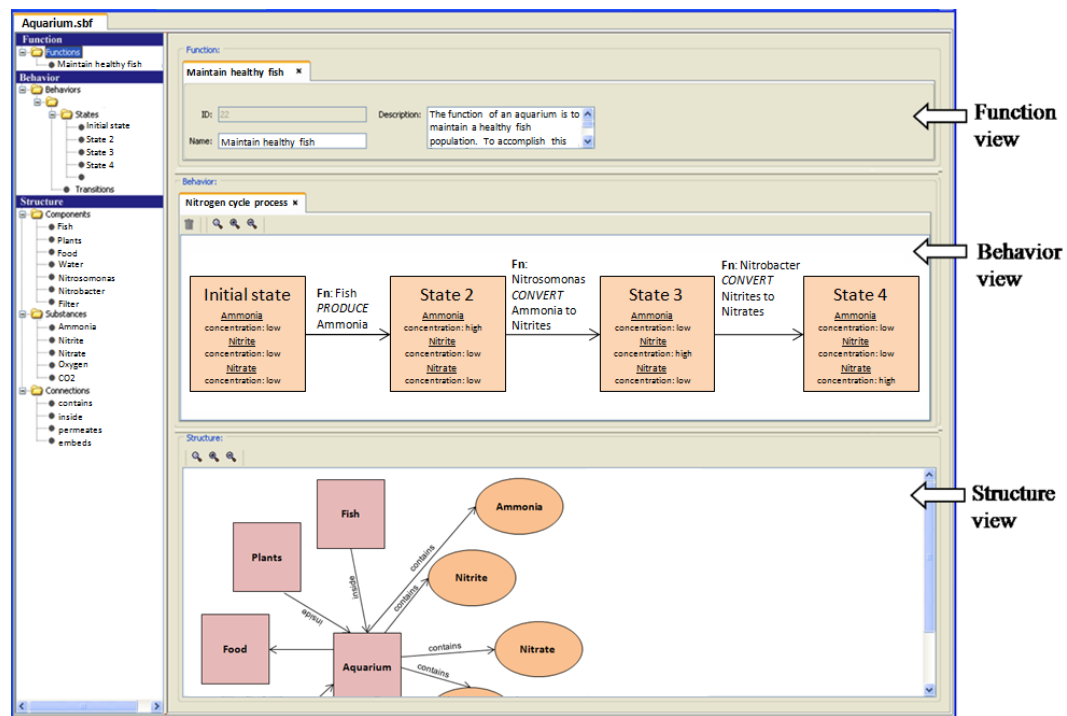 Aquarium.sbf
Function
Functions
Maintain healthy fish
Behavior
Behaviors
States
Initial state
State 2
State 3
State 4
Transitions
Structure
Components
Fish
Plants
Food
Water
Nitrosomonas
Nitrobacter
Filter
Substances
Ammonia
Nitrite
Nitrate
Oxygen
CO2
Connections
contains
inside
permeates
embeds
Function:
Maintain healthy fish
ID: 22
Name: Maintain healthy fish
Description: The function of an aquarium is to
maintain a healthy fish
population. To accomplish this
Function
view
Behavior:
Nitrogen cycle process
Initial state
Ammonia
concentration: low
Nitrite
concentration: low
Nitrate
concentration: low
Fn: Fish
PRODUCE
Ammonia
State 2
Ammonia
concentration: high
Nitrite
concentration: low
Nitrate
concentration: low
Fn:
Nitrosomonas
CONVERT
Ammonia to
Nitrites
State 3
Ammonia
concentration: low
Nitrite
concentration: high
Nitrate
concentration: low
Fn: Nitrobacter
CONVERT
Nitrites to
Nitrates
State 4
Ammonia
concentration: low
Nitrite
concentration: low
Nitrate
concentration: high
Behavior
view
Structure:
Fish
Ammonia
contains
Plants
inside
Nitrite
contains
inside
Food
Aquarium
contains
Nitrate
contains
Structure
view